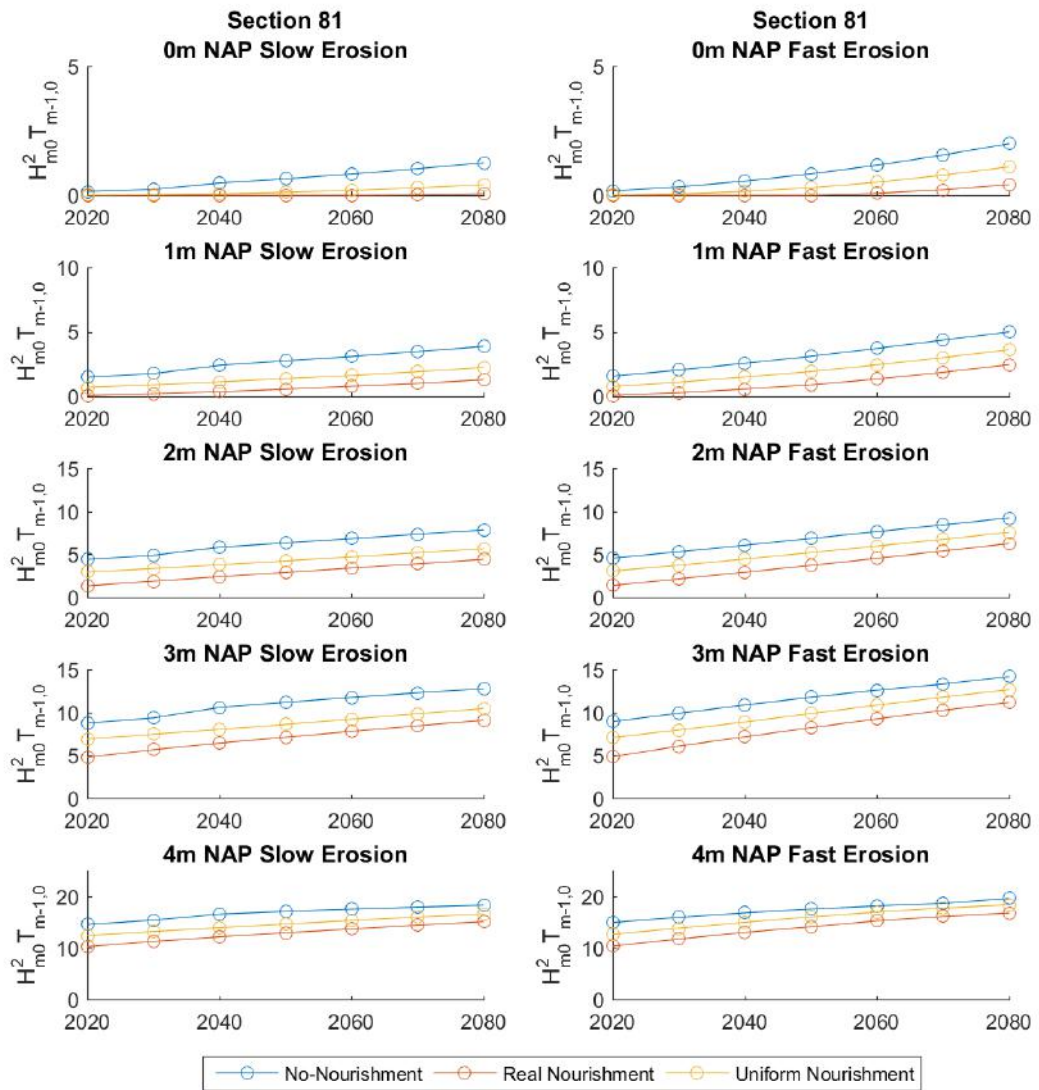 Section 81
0m NAP Slow Erosion
5
0
H²m0 Tm-1,0
2020 2040 2060 2080
Section 81
0m NAP Fast Erosion
5
0
H²m0 Tm-1,0
2020 2040 2060 2080
1m NAP Slow Erosion
10
5
0
H²m0 Tm-1,0
2020 2040 2060 2080
1m NAP Fast Erosion
10
5
0
H²m0 Tm-1,0
2020 2040 2060 2080
2m NAP Slow Erosion
15
10
5
0
H²m0 Tm-1,0
2020 2040 2060 2080
2m NAP Fast Erosion
15
10
5
0
H²m0 Tm-1,0
2020 2040 2060 2080
3m NAP Slow Erosion
15
10
5
0
H²m0 Tm-1,0
2020 2040 2060 2080
3m NAP Fast Erosion
15
10
5
0
H²m0 Tm-1,0
2020 2040 2060 2080
4m NAP Slow Erosion
20
10
0
H²m0 Tm-1,0
2020 2040 2060 2080
4m NAP Fast Erosion
20
10
0
H²m0 Tm-1,0
2020 2040 2060 2080
No-Nourishment Real Nourishment Uniform Nourishment